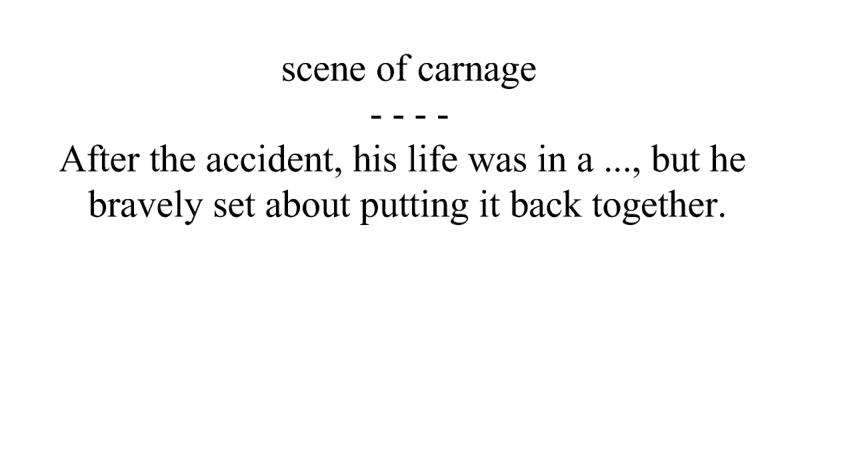 scene of carnage
- - - -
After the accident, his life was in a ..., but he
bravely set about putting it back together.